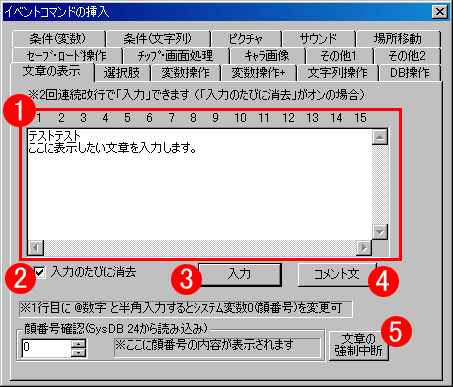 イベントコマンドの挿入
条件(変数) 条件(文字列) ピクチャ サウンド 場所移動
セーブ・ロード操作 チップ・画面処理 キャラ画像 その他1 その他2
文章の表示 選択肢 変数操作 変数操作+ 文字列操作 DB操作
※2回連続改行で「入力」できます(「入力のたびに消去」がオンの場合)
1
1 2 3 4 5 6 7 8 9 10 11 12 13 14 15
テストテスト
ここに表示したい文章を入力します。
2 入力のたびに消去 3 入力 コメント文 4
※1行目に @数字 と半角入力するとシステム変数0(顔番号)を変更可
顔番号確認(SysDB 24から読み込み)
0 ※ここに顔番号の内容が表示されます
文章の
強制中断
5